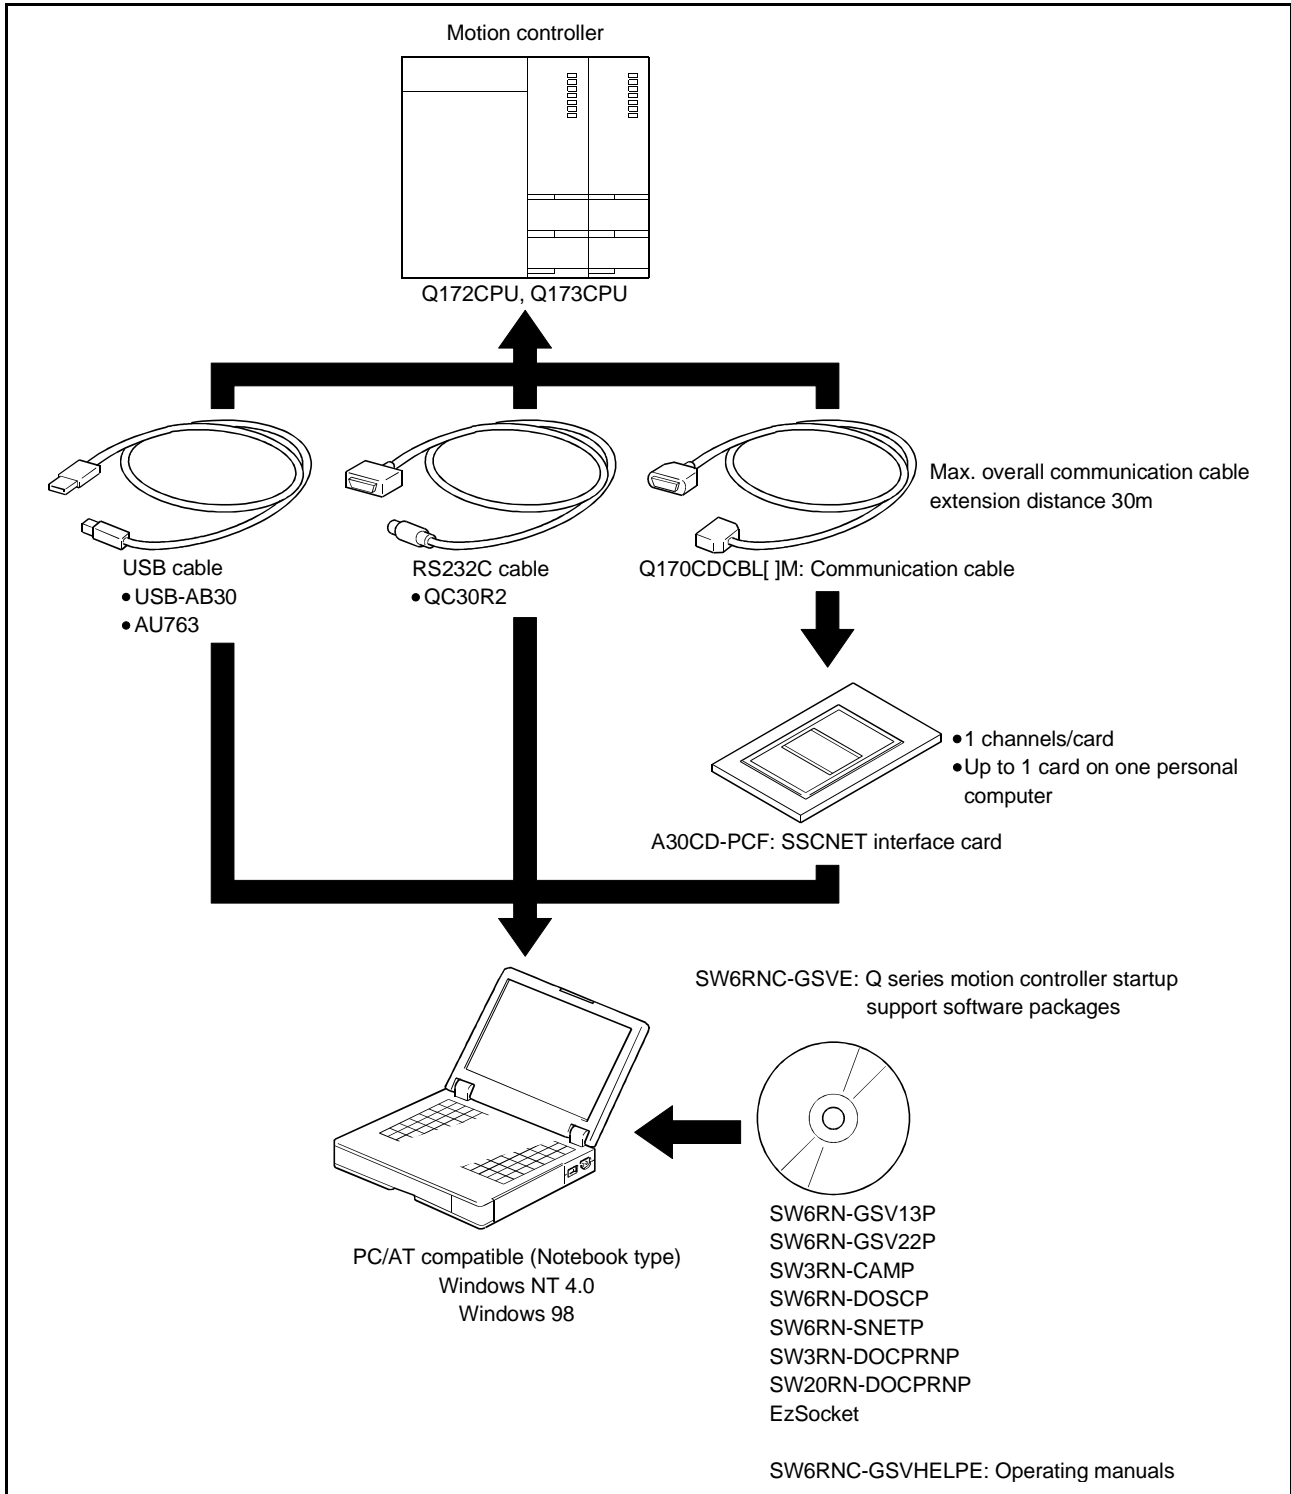 Motion controller
Q172CPU, Q173CPU
Max. overall communication cable
extension distance 30m
USB cable
•USB-AB30
•AU763
RS232C cable
•QC30R2
Q170CDCBL[ ]M: Communication cable
•1 channels/card
•Up to 1 card on one personal
computer
A30CD-PCF: SSCNET interface card
SW6RNC-GSVE: Q series motion controller startup
support software packages
PC/AT compatible (Notebook type)
Windows NT 4.0
Windows 98
SW6RN-GSV13P
SW6RN-GSV22P
SW3RN-CAMP
SW6RN-DOSCP
SW6RN-SNETP
SW3RN-DOCPRNP
SW20RN-DOCPRNP
EzSocket
SW6RNC-GSVHELPE: Operating manuals